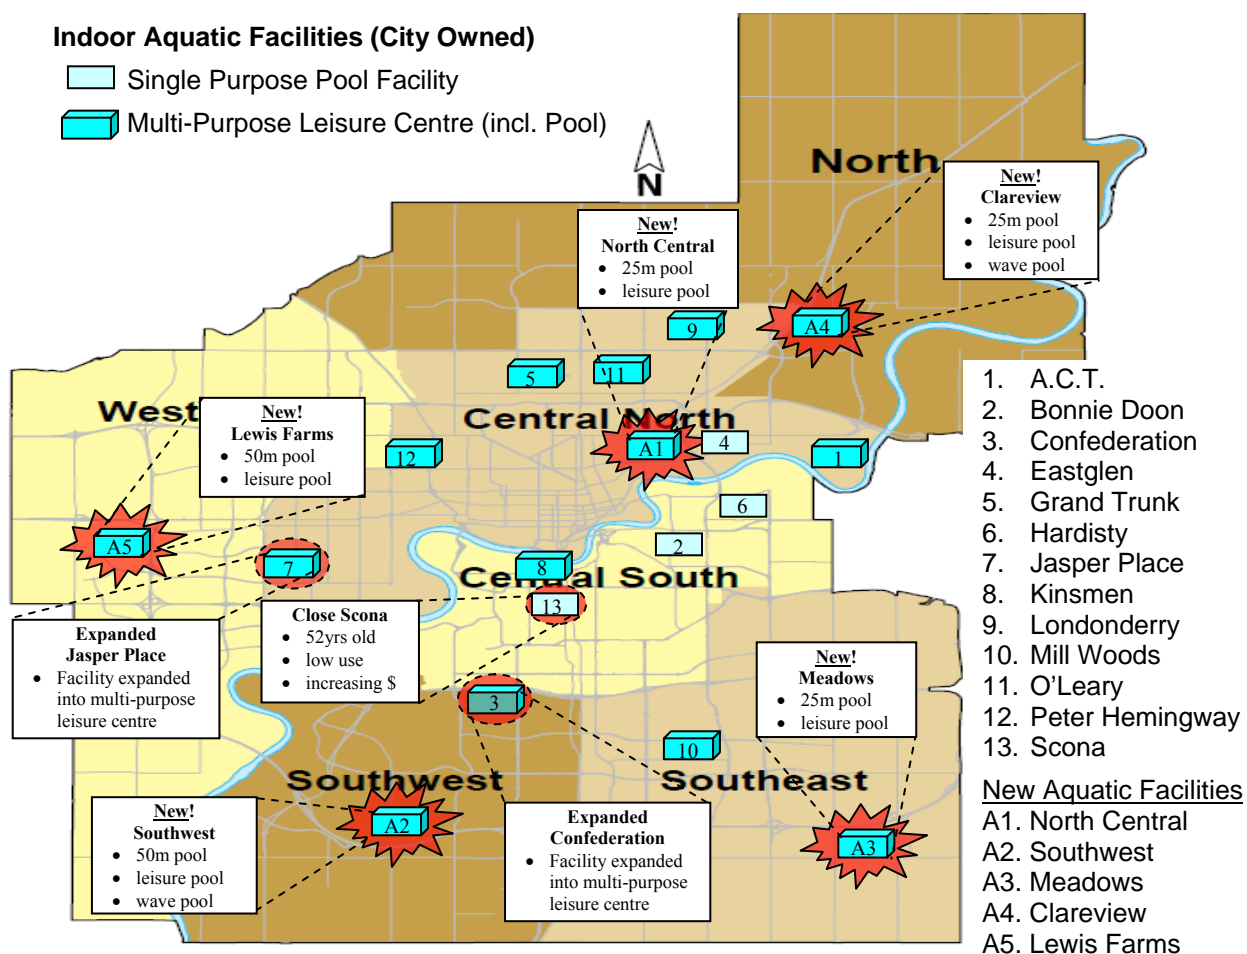 Indoor Aquatic Facilities (City Owned)
Single Purpose Pool Facility
Multi-Purpose Leisure Centre (incl. Pool)
N
North
New!
Clareview
• 25m pool
• leisure pool
• wave pool
New!
North Central
• 25m pool
• leisure pool
9
A4
5
11
West
Central North
New!
Lewis Farms
• 50m pool
• leisure pool
12
A1
4
1
6
A5
2
7
8
Central South
13
Close Scona
• 52yrs old
• low use
• increasing $
Expanded
Jasper Place
• Facility expanded
into multi-purpose
leisure centre
3
New!
Meadows
• 25m pool
• leisure pool
10
Southwest
Southeast
New!
Southwest
• 50m pool
• leisure pool
• wave pool
A2
Expanded
Confederation
• Facility expanded
into multi-purpose
leisure centre
A3
1. A.C.T.
2. Bonnie Doon
3. Confederation
4. Eastglen
5. Grand Trunk
6. Hardisty
7. Jasper Place
8. Kinsmen
9. Londonderry
10. Mill Woods
11. O'Leary
12. Peter Hemingway
13. Scona
New Aquatic Facilities
A1. North Central
A2. Southwest
A3. Meadows
A4. Clareview
A5. Lewis Farms